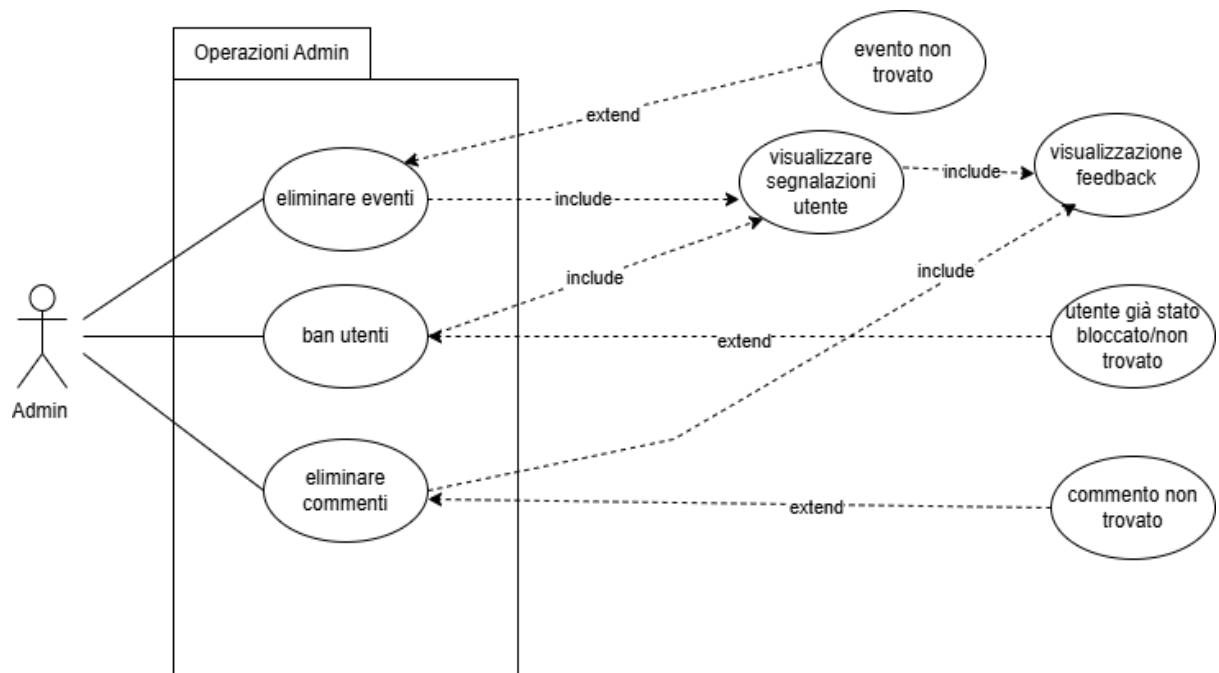 Operazioni Admin
evento non
trovato
extend
visualizzare
segnalazioni
utente
include
visualizzazione
feedback
eliminare eventi
include
include
include
ban utenti
extend
utente già stato
bloccato/non
trovato
Admin
eliminare
commenti
extend
commento non
trovato